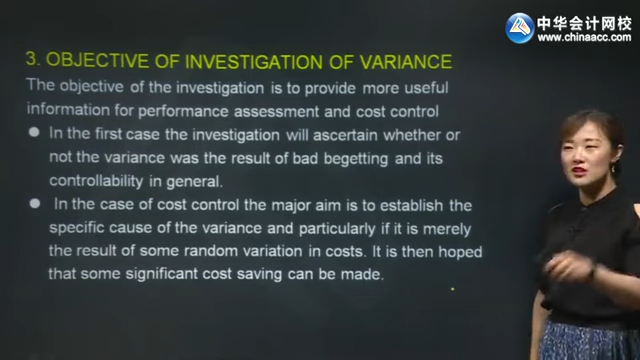 中华会计网校
www.chinaacc.com
3. OBJECTIVE OF INVESTIGATION OF VARIANCE
The objective of the investigation is to provide more useful
information for performance assessment and cost control
In the first case the investigation will ascertain whether or
not the variance was the result of bad begetting and its
controllability in general.
In the case of cost control the major aim is to establish the
specific cause of the variance and particularly if it is merely
the result of some random variation in costs. It is then hoped
that some significant cost saving can be made.